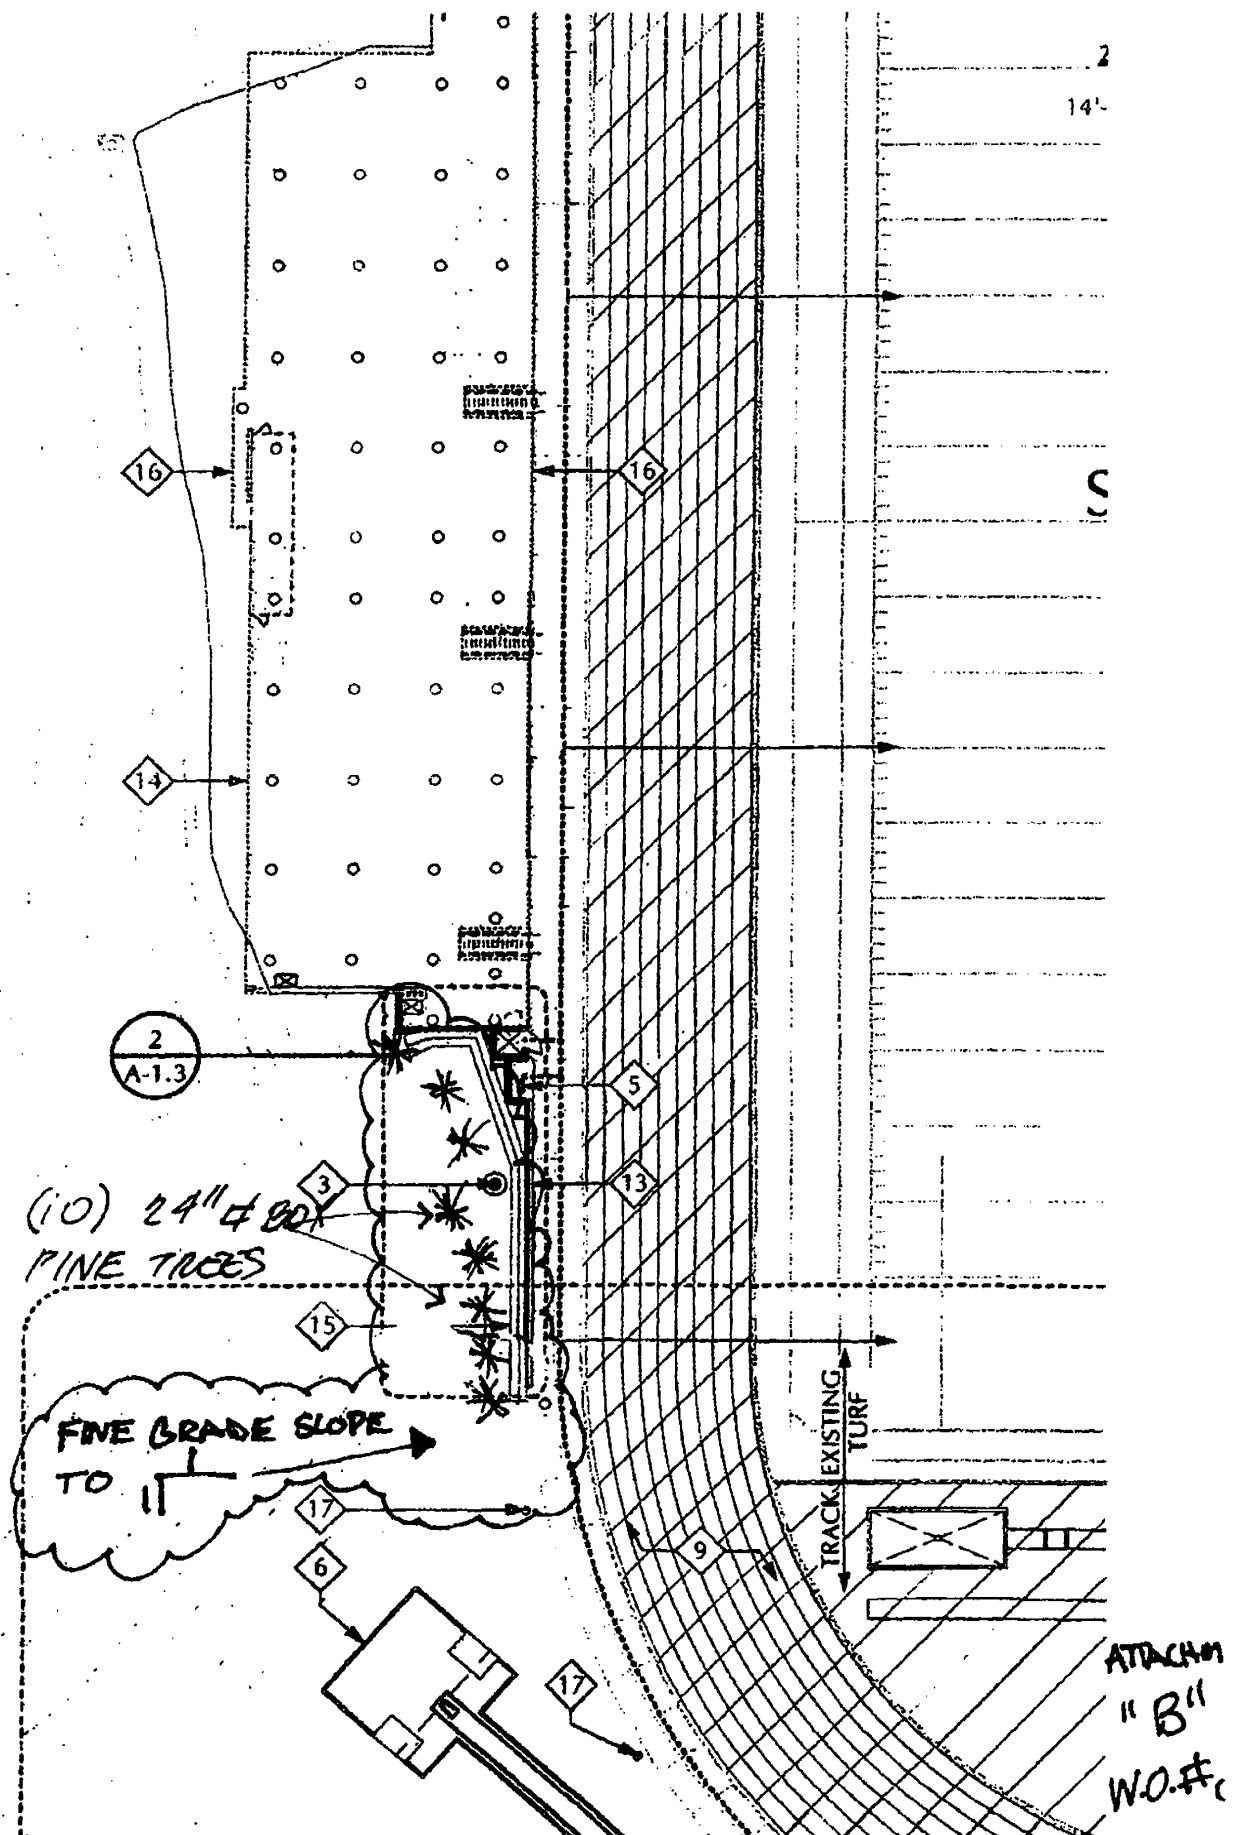 2
14'-
16
16
S
14
2
A-1.3
5
3
13
(10) 24" ¢ BOX
PINE TREES
15
TRACK EXISTING
TURF
FINE GRADE SLOPE
TO
17
9
6
17
ATTACHM
"B"
W.O.#